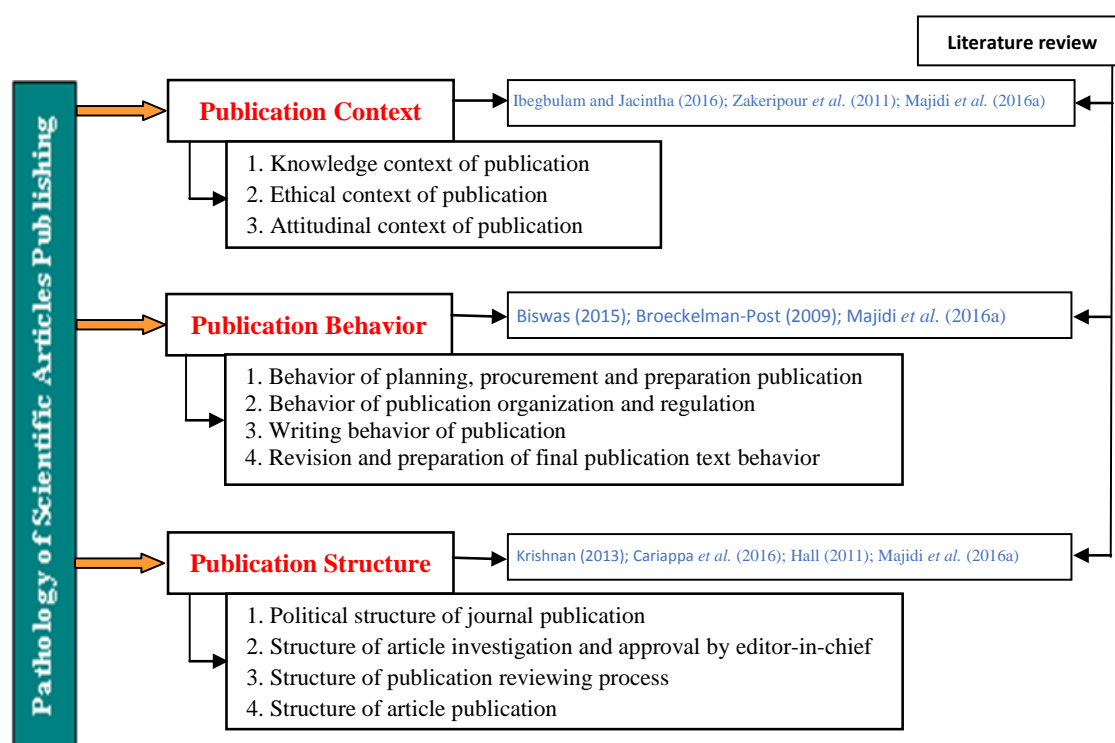 Literature review
Pathology of Scientific Articles Publishing
Publication Context
Ibegbulam and Jacintha (2016); Zakeripour et al. (2011); Majidi et al. (2016a)
1. Knowledge context of publication
2. Ethical context of publication
3. Attitudinal context of publication
Publication Behavior
Biswas (2015); Broeckelman-Post (2009); Majidi et al. (2016a)
1. Behavior of planning, procurement and preparation publication
2. Behavior of publication organization and regulation
3. Writing behavior of publication
4. Revision and preparation of final publication text behavior
Publication Structure
Krishnan (2013); Cariappa et al. (2016); Hall (2011); Majidi et al. (2016a)
1. Political structure of journal publication
2. Structure of article investigation and approval by editor-in-chief
3. Structure of publication reviewing process
4. Structure of article publication